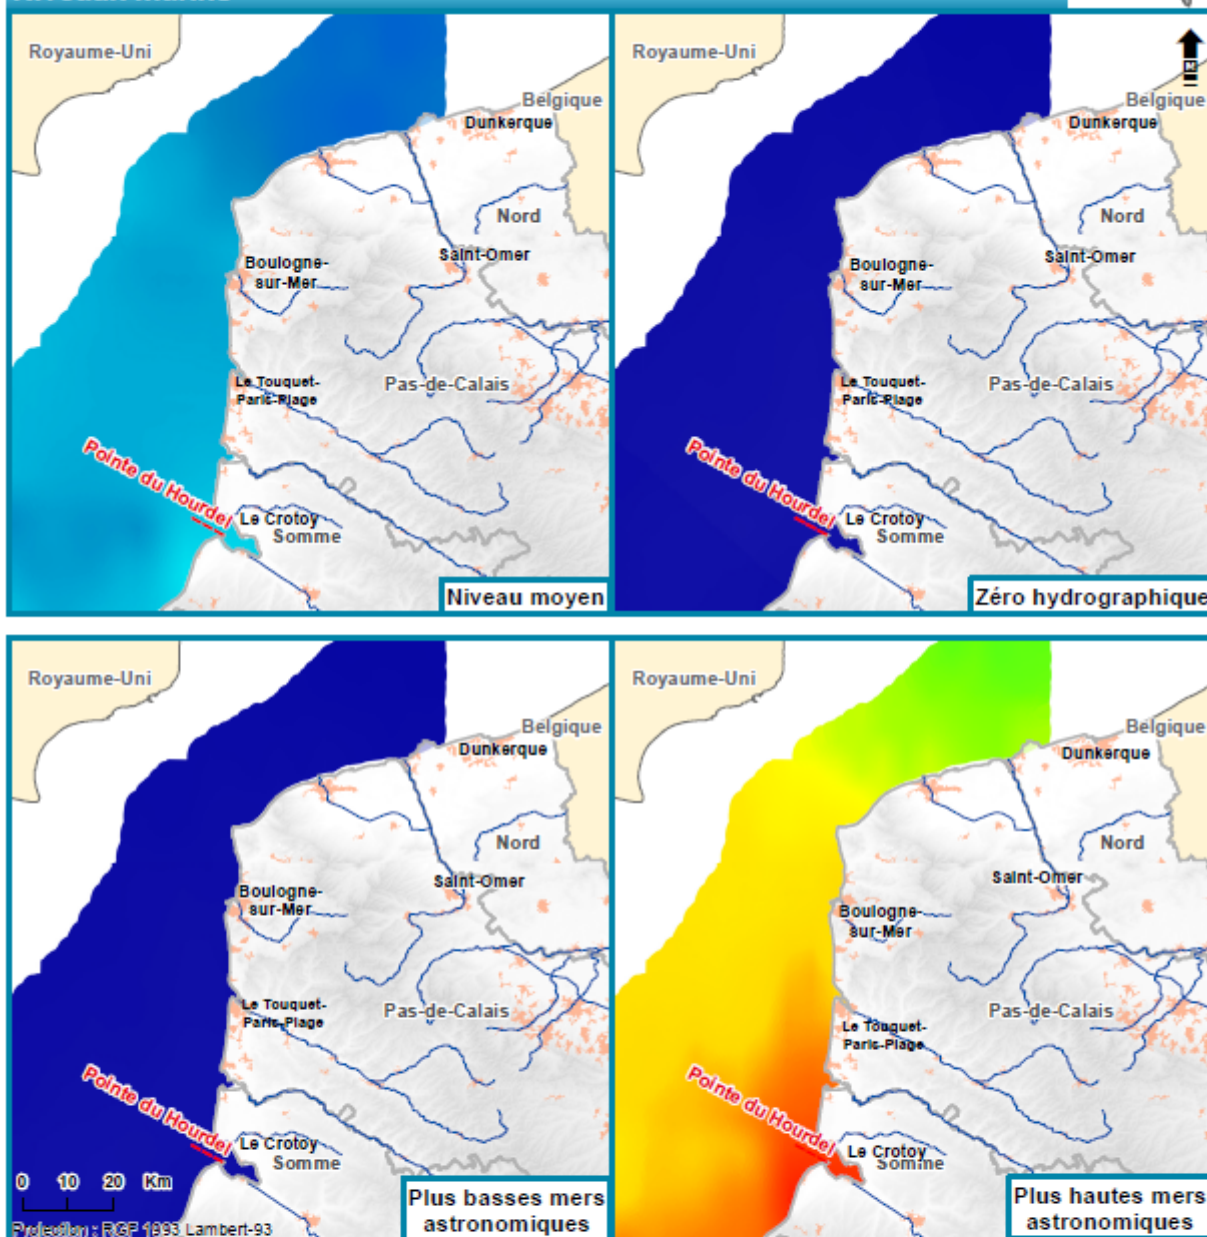 Royaume-Uni
Belgique
Dunkerque
Nord
Saint-Omer
Boulogne-
sur-Mer
Le Touquet-
Paris-Plage
Pas-de-Calais
Pointe du Hourdel
Le Crotoy
Somme
Niveau moyen
Royaume-Uni
N
Belgique
Dunkerque
Nord
Saint-Omer
Boulogne-
sur-Mer
Le Touquet-
Paris-Plage
Pas-de-Calais
Pointe du Hourdel
Le Crotoy
Somme
Zéro hydrographique
Royaume-Uni
Belgique
Dunkerque
Nord
Saint-Omer
Boulogne-
sur-Mer
Le Touquet-
Paris-Plage
Pas-de-Calais
Pointe du Hourdel
Le Crotoy
Somme
0 10 20 Km
Projection : RGF 1993 Lambert-93
Plus basses mers
astronomiques
Royaume-Uni
Belgique
Dunkerque
Nord
Saint-Omer
Boulogne-
sur-Mer
Le Touquet-
Paris-Plage
Pas-de-Calais
Pointe du Hourdel
Le Crotoy
Somme
Plus hautes mers
astronomiques